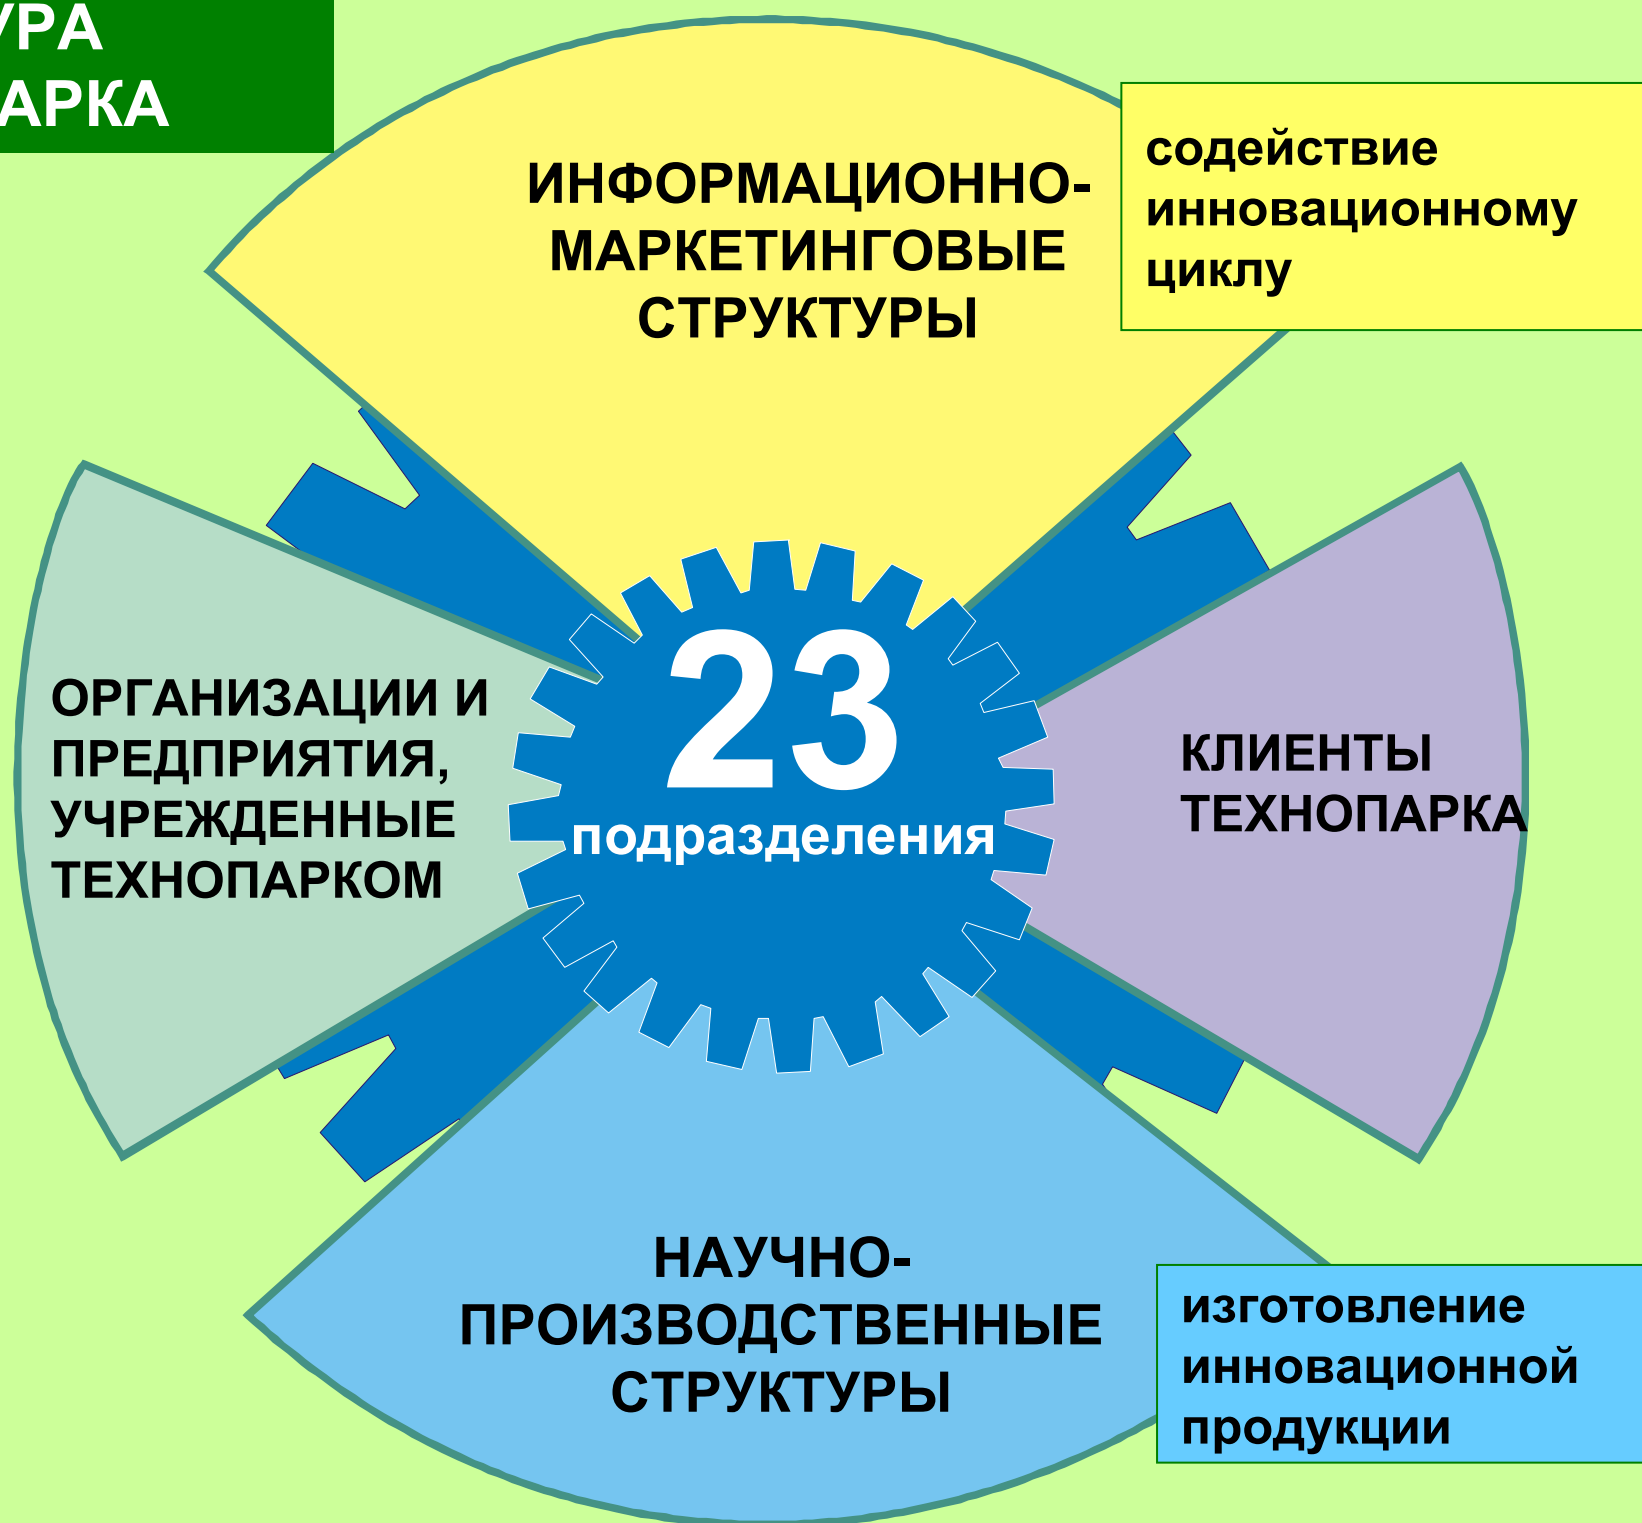 УРА
АРКА
ИНФОРМАЦИОННО-
МАРКЕТИНГОВЫЕ
СТРУКТУРЫ
содействие
инновационному
циклу
ОРГАНИЗАЦИИ И
ПРЕДПРИЯТИЯ,
УЧРЕЖДЕННЫЕ
ТЕХНОПАРКОМ
23
подразделения
КЛИЕНТЫ
ТЕХНОПАРКА
НАУЧНО-
ПРОИЗВОДСТВЕННЫЕ
СТРУКТУРЫ
изготовление
инновационной
продукции